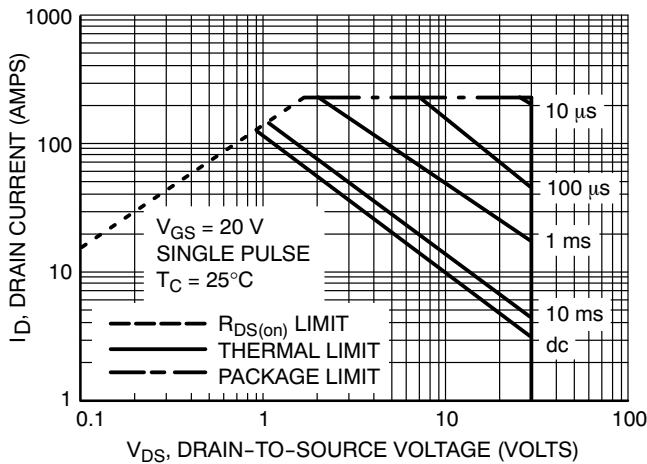 1000
100
10
1
0.1
1
10
100
I_D, DRAIN CURRENT (AMPS)
V_DS, DRAIN-TO-SOURCE VOLTAGE (VOLTS)
V_GS = 20 V
SINGLE PULSE
T_C = 25°C
R_DS(on) LIMIT
THERMAL LIMIT
PACKAGE LIMIT
10 µs
100 µs
1 ms
10 ms
dc